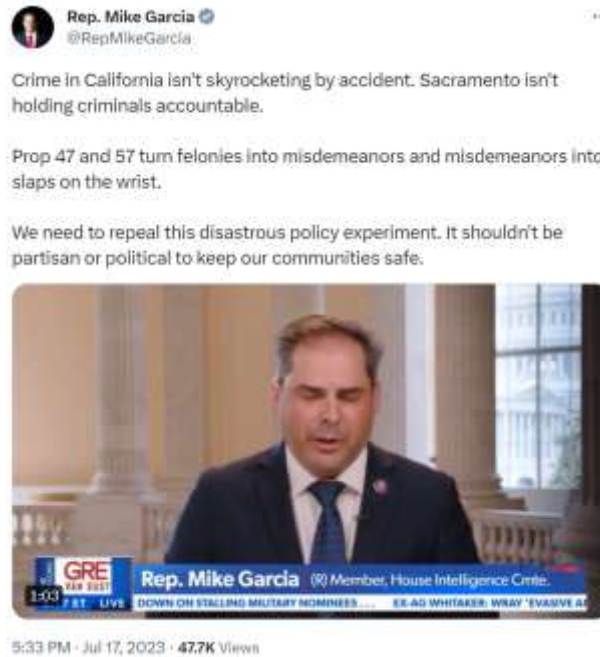 Rep. Mike Garcia
@RepMikeGarcia
Crime in California isn't skyrocketing by accident. Sacramento isn't
holding criminals accountable.
Prop 47 and 57 turn felonies into misdemeanors and misdemeanors into
slaps on the wrist.
We need to repeal this disastrous policy experiment. It shouldn't be
partisan or political to keep our communities safe.
GRE
VAN SUST
1:03
LIVE
Rep. Mike Garcia (R) Member, House Intelligence Cmte.
DOWN ON STALLING MILITARY NOMINEES.... EX-AG WHITAKER: WRAY "EVASIVE
5:33 PM · Jul 17, 2023 · 47.7K Views